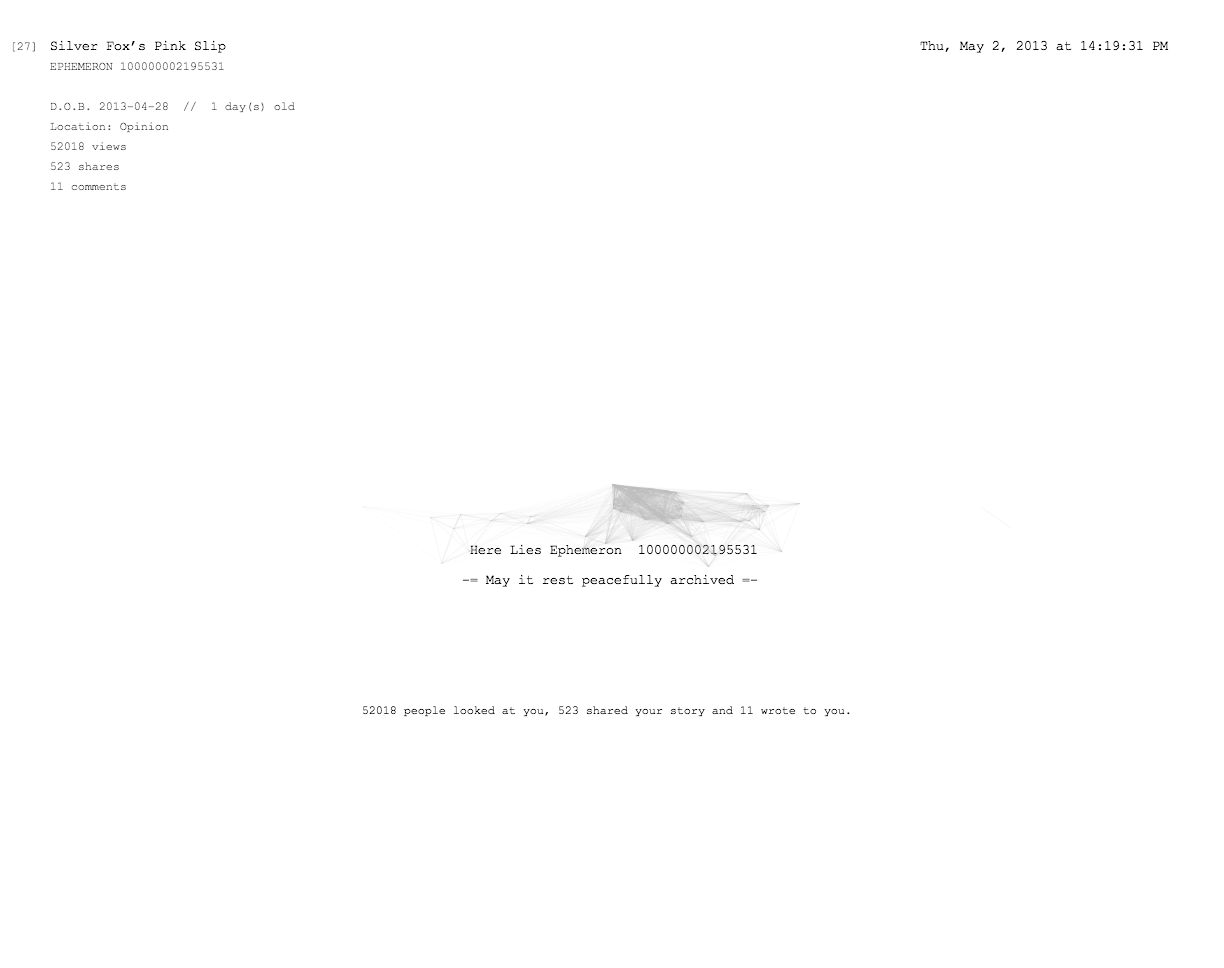 [27] Silver Fox’s Pink Slip
Thu, May 2, 2013 at 14:19:31 PM
EPHEMERON 100000002195531
D.O.B. 2013-04-28 // 1 day(s) old
Location: Opinion
52018 views
523 shares
11 comments
Here Lies Ephemeron 100000002195531
-= May it rest peacefully archived =-
52018 people looked at you, 523 shared your story and 11 wrote to you.